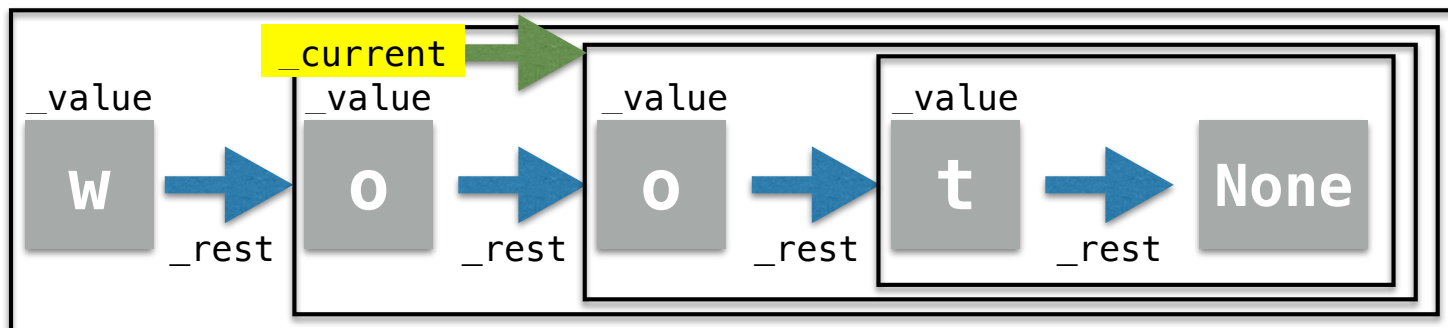 _current
_value _value _value _value
w o o t None
_rest _rest _rest _rest